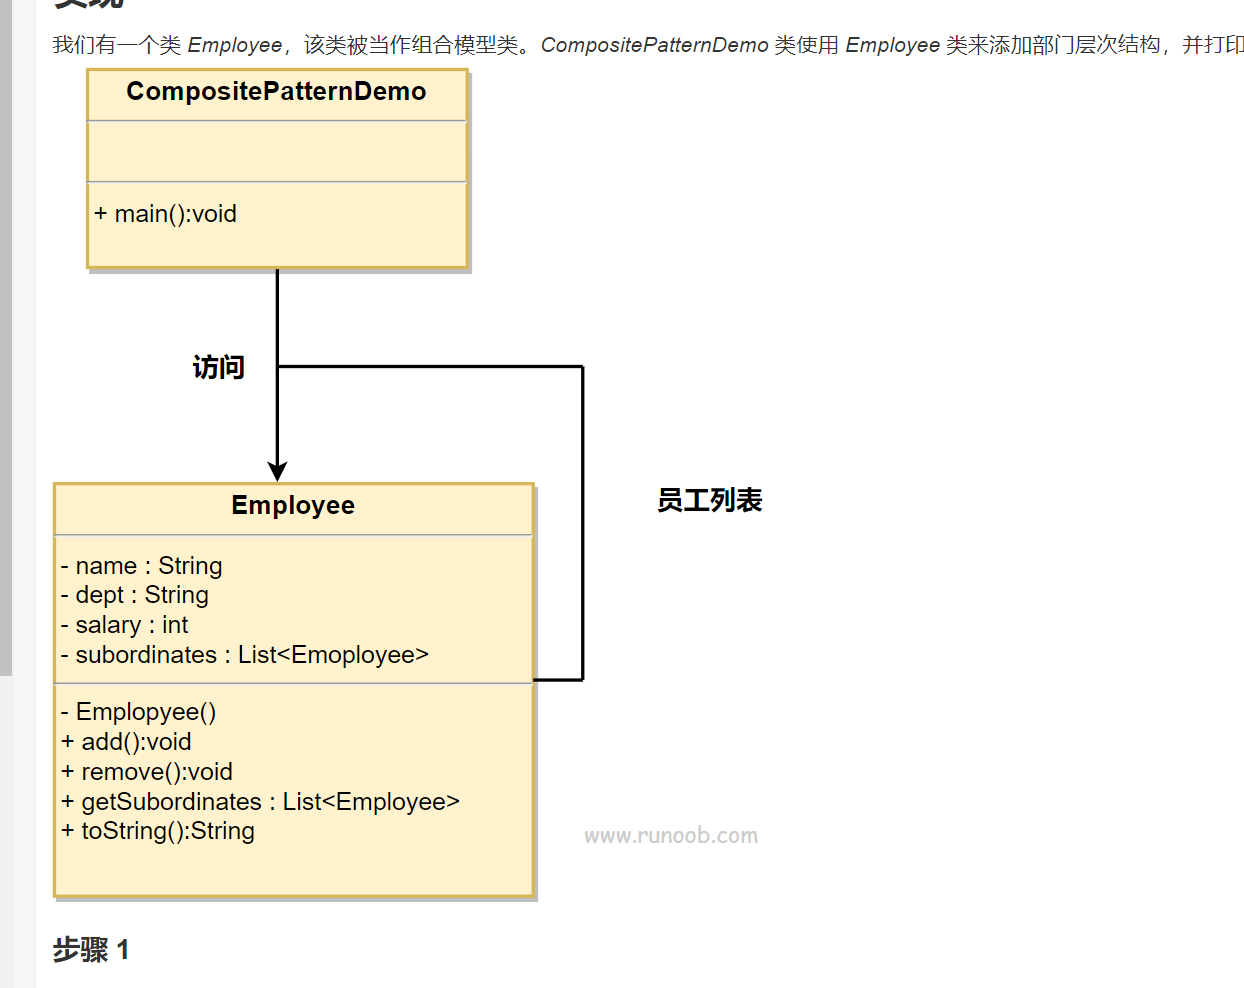 我们有一个类 Employee，该类被当作组合模型类。CompositePatternDemo 类使用 Employee 类来添加部门层次结构，并打印
CompositePatternDemo
+ main():void
访问
员工列表
Employee
- name : String
- dept : String
- salary : int
- subordinates : List<Emoployee>
- Emplopyee()
+ add():void
+ remove():void
+ getSubordinates : List<Employee>
+ toString():String
www.runoob.com
步骤 1